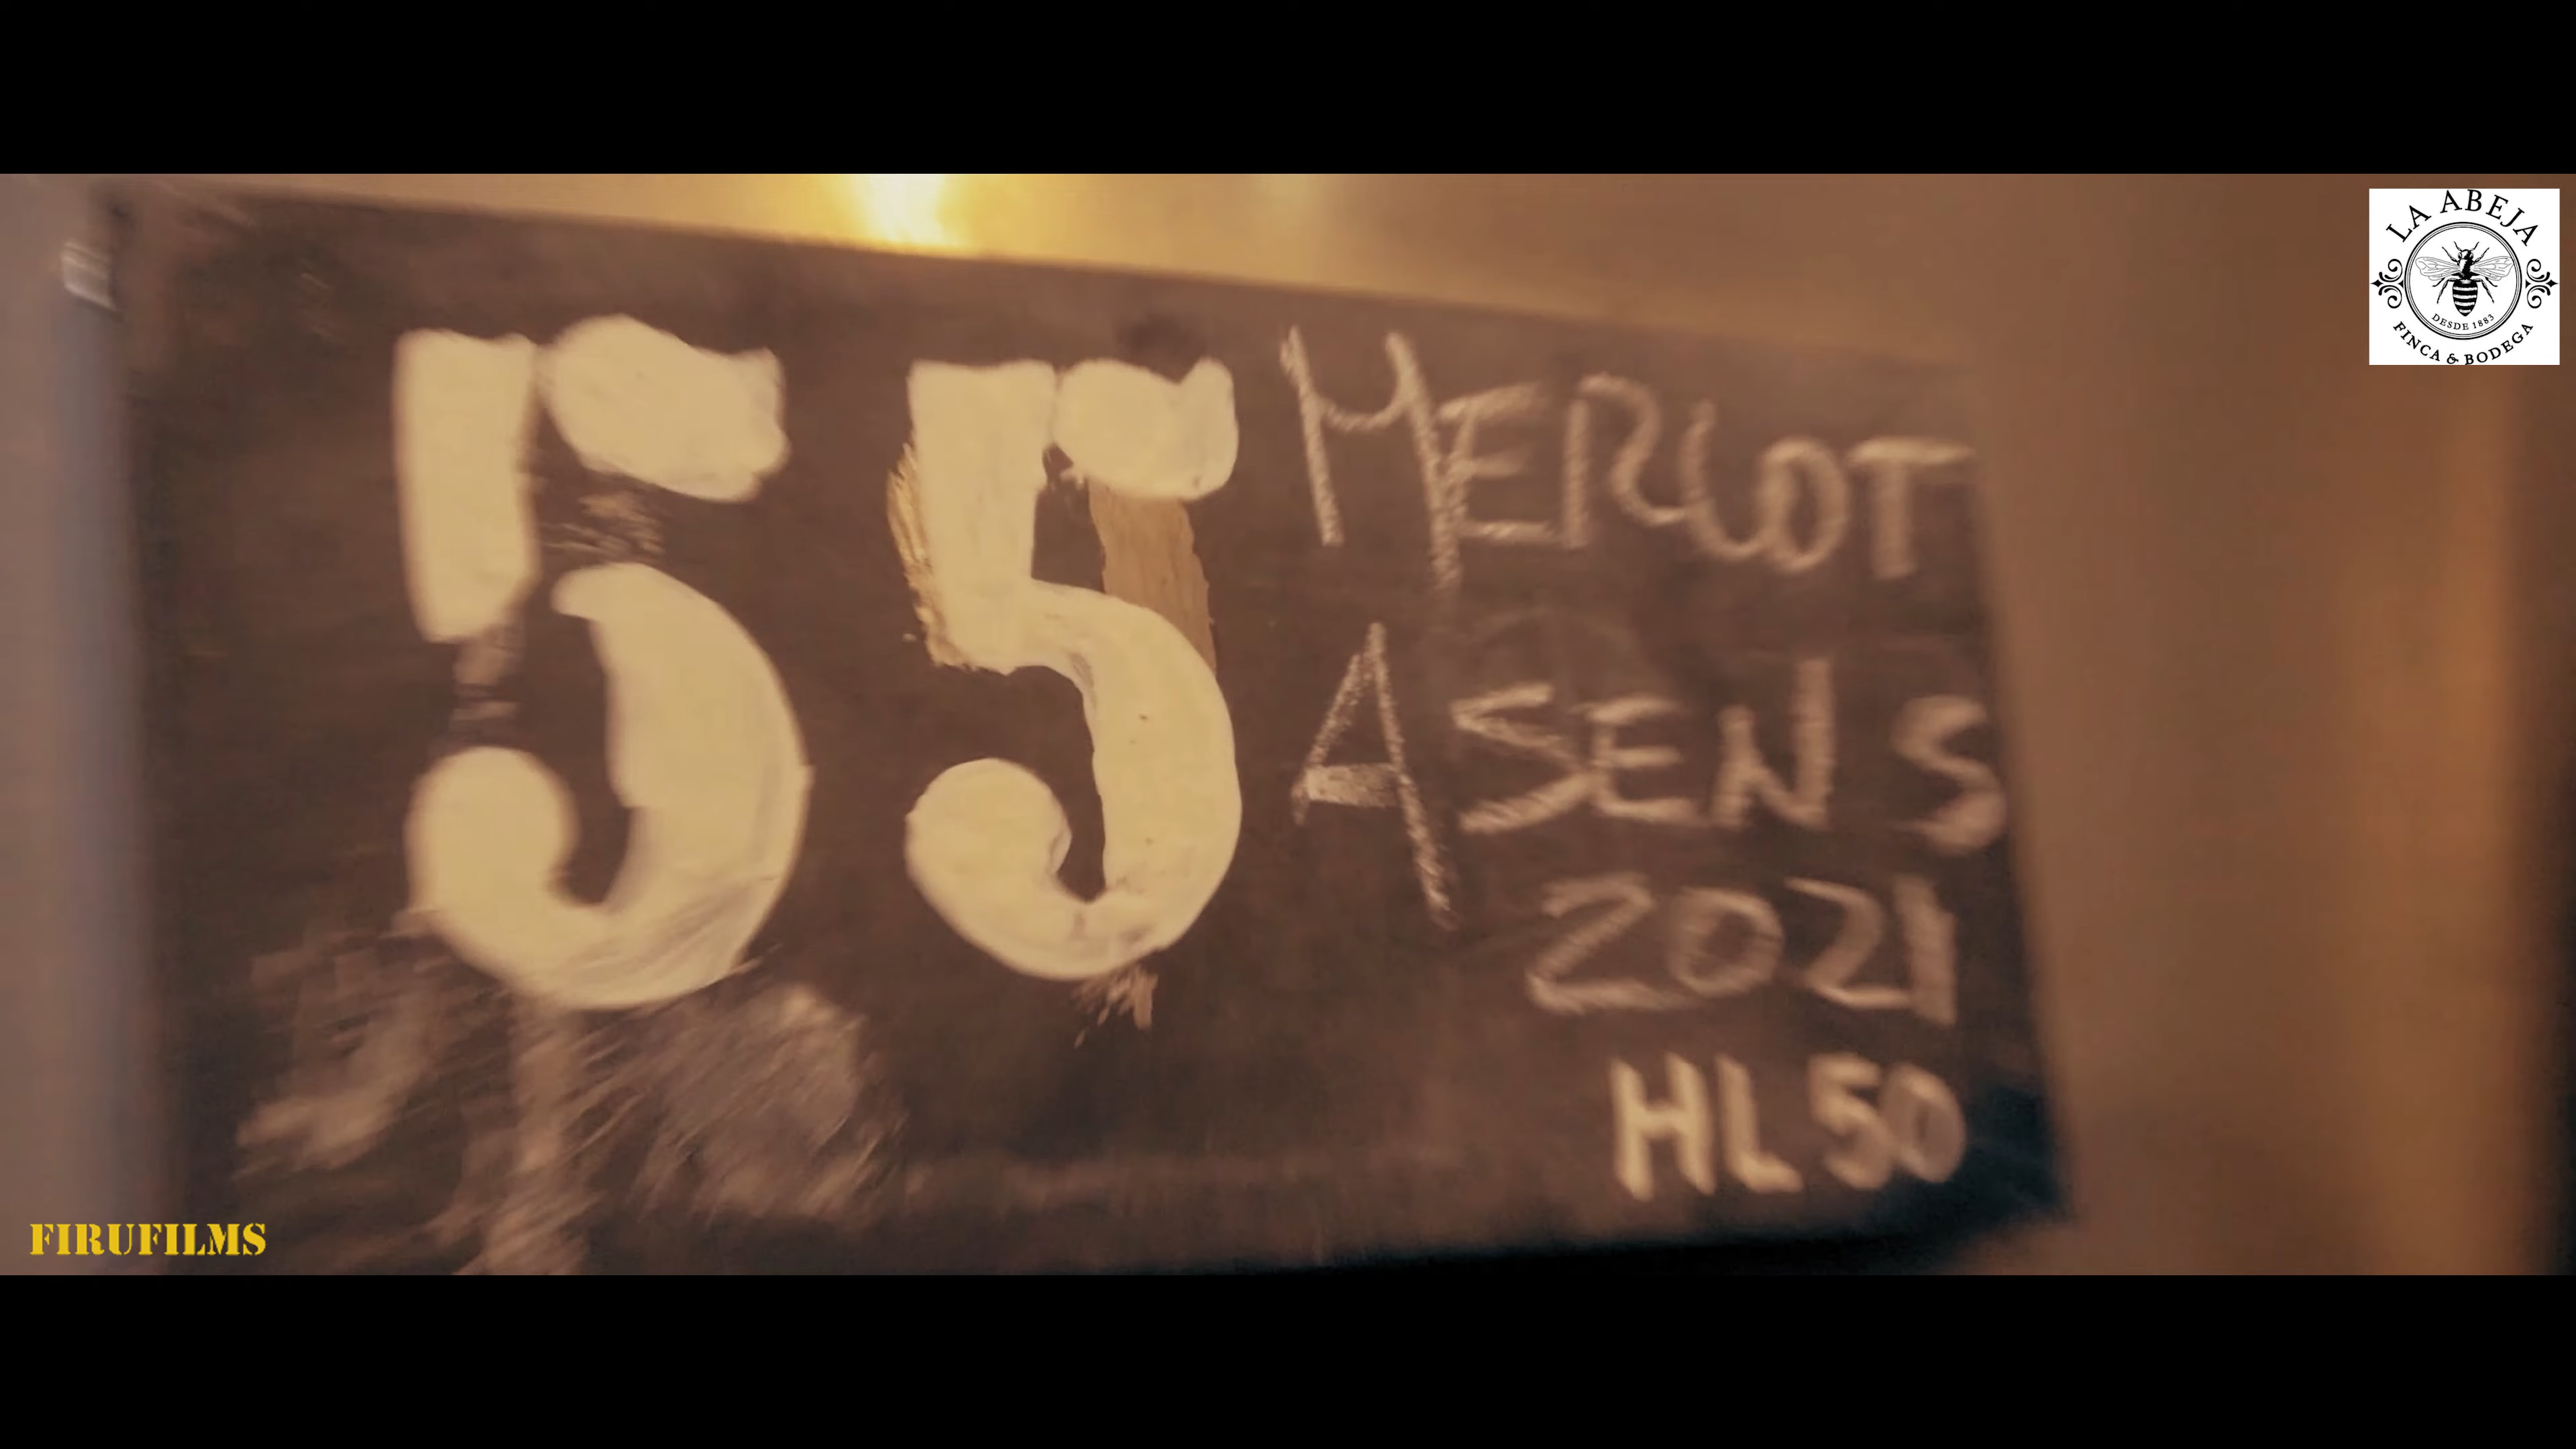 55
MERLOT
ASENS
2021
HL 50
LA ABEJA
DESDE 1883
FINCA & BODEGA
FIRUFILMS